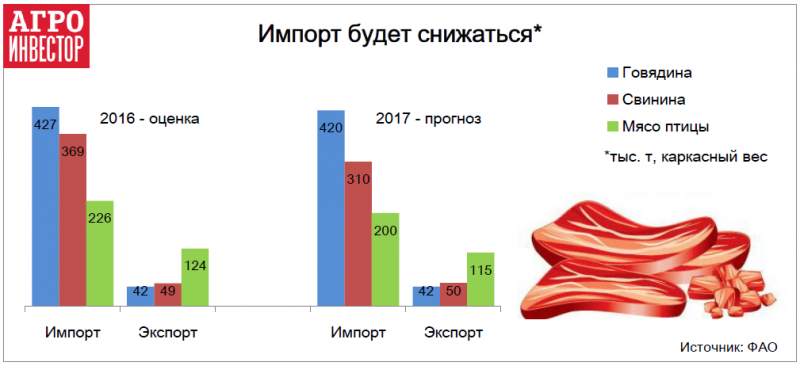 АГРО
ИНВЕСТОР
Импорт будет снижаться*
Говядина
Свинина
Мясо птицы
*тыс. т, каркасный вес
2016 - оценка
427
369
226
42
49
124
Импорт
Экспорт
2017 - прогноз
420
310
200
42
50
115
Импорт
Экспорт
Источник: ФАО